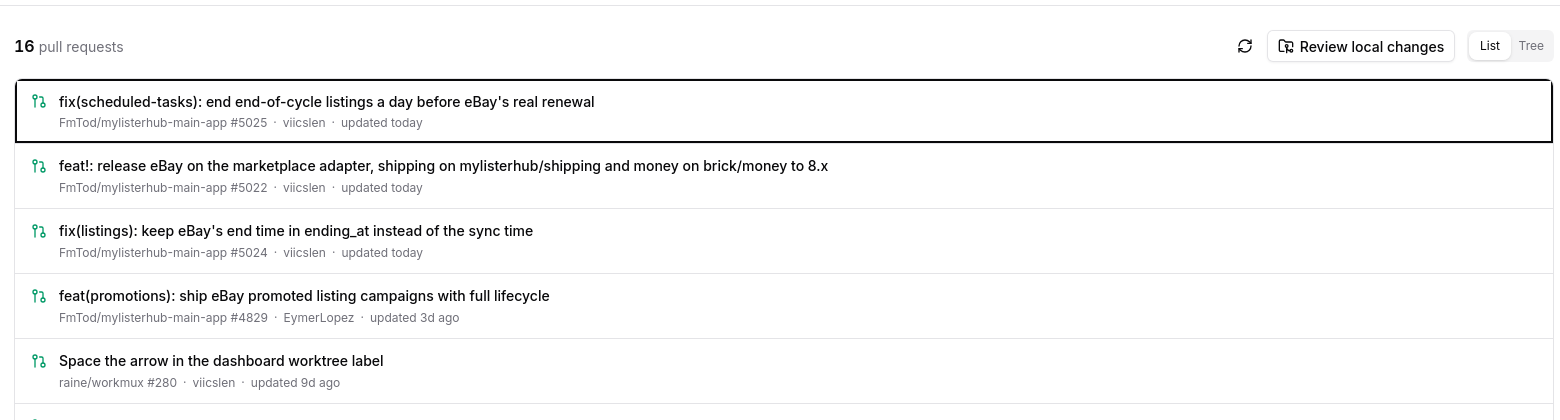 16 pull requests
Review local changes
List
Tree
fix(scheduled-tasks): end end-of-cycle listings a day before eBay's real renewal
FmTod/mylisterhub-main-app #5025 · viicslen · updated today
feat!: release eBay on the marketplace adapter, shipping on mylisterhub/shipping and money on brick/money to 8.x
FmTod/mylisterhub-main-app #5022 · viicslen · updated today
fix(listings): keep eBay's end time in ending_at instead of the sync time
FmTod/mylisterhub-main-app #5024 · viicslen · updated today
feat(promotions): ship eBay promoted listing campaigns with full lifecycle
FmTod/mylisterhub-main-app #4829 · EymerLopez · updated 3d ago
Space the arrow in the dashboard worktree label
raine/workmux #280 · viicslen · updated 9d ago